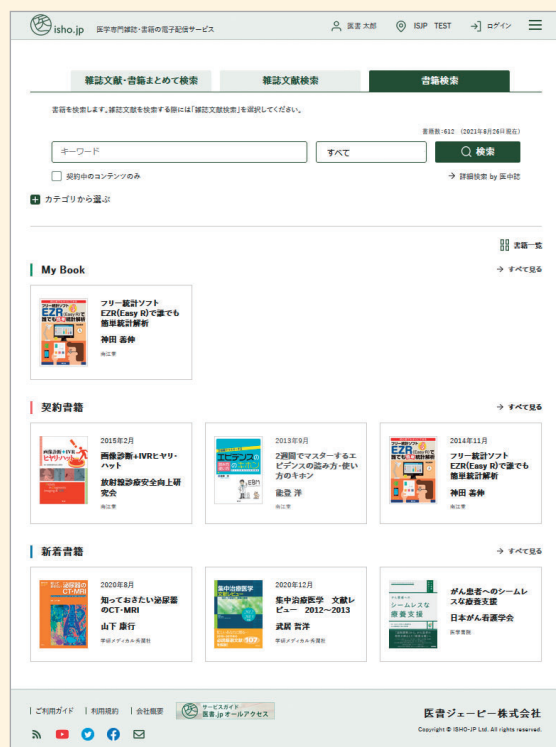 isho.jp 医学専門雑誌・書籍の電子配信サービス
医書 太郎 ISJP TEST ログイン
雑誌文献・書籍まとめて検索 雑誌文献検索 書籍検索
書籍を検索します。雑誌文献を検索する際には「雑誌文献検索」を選択してください。
書籍数:612 (2021年8月26日現在)
キーワード すべて 検索
契約中のコンテンツのみ → 詳細検索 by 医中誌
カテゴリから選ぶ
書籍一覧
My Book → すべて見る
フリー統計ソフト
EZR(Easy R)で誰でも
簡単統計解析
神田 善伸
南江堂
契約書籍 → すべて見る
2015年2月
画像診断+IVRヒヤリ・
ハット
放射線診療安全向上研
究会
南江堂
2013年9月
2週間でマスターするエ
ビデンスの読み方・使い
方のキホン
能登 洋
南江堂
2014年11月
フリー統計ソフト
EZR(Easy R)で誰でも
簡単統計解析
神田 善伸
南江堂
新着書籍 → すべて見る
2020年8月
知っておきたい泌尿器
のCT・MRI
山下 康行
学研メディカル秀潤社
2020年12月
集中治療医学 文献レ
ビュー 2012～2013
武居 哲洋
学研メディカル秀潤社
がん患者へのシームレ
スな療養支援
日本がん看護学会
医学書院
ご利用ガイド 利用規約 会社概要
サービスガイド
医書.jp オールアクセス
医書ジェーピー株式会社
Copyright © ISHO-JP Ltd. All rights reserved.